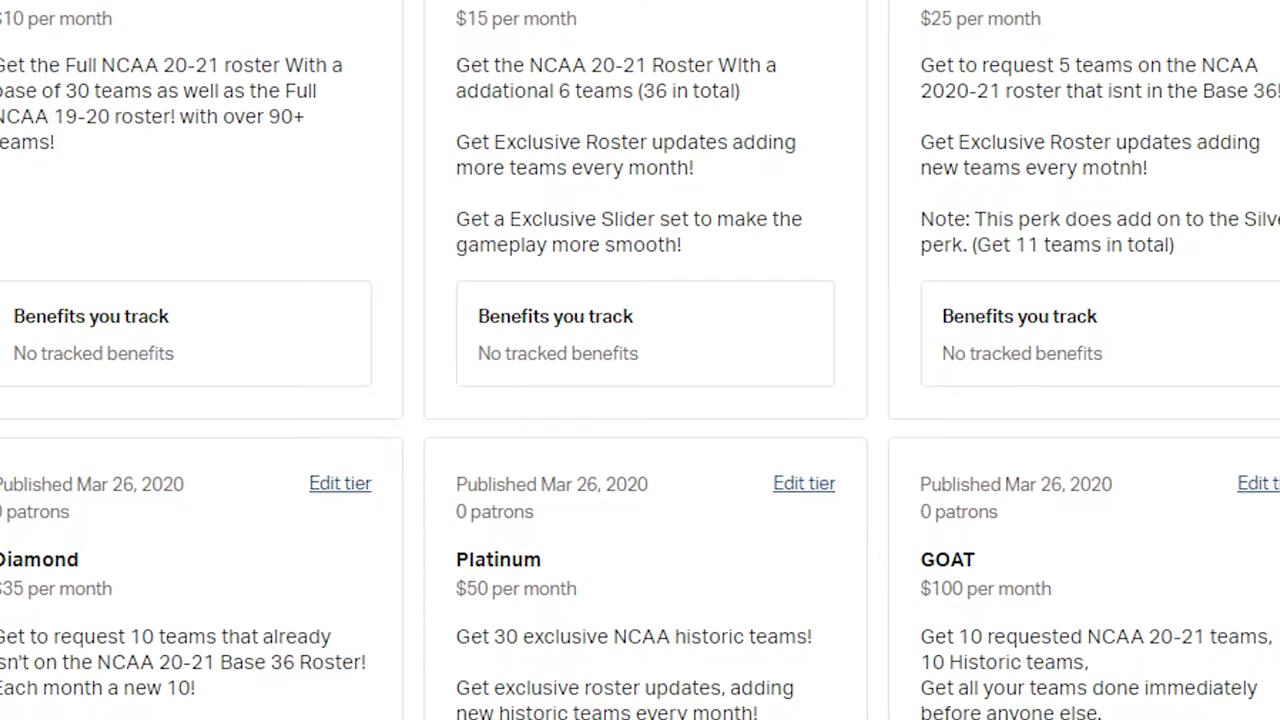 $10 per month
Get the Full NCAA 20-21 roster With a
base of 30 teams as well as the Full
NCAA 19-20 roster! with over 90+
teams!
Benefits you track
No tracked benefits
$15 per month
Get the NCAA 20-21 Roster WIth a
addational 6 teams (36 in total)
Get Exclusive Roster updates adding
more teams every month!
Get a Exclusive Slider set to make the
gameplay more smooth!
Benefits you track
No tracked benefits
$25 per month
Get to request 5 teams on the NCAA
2020-21 roster that isnt in the Base 36!
Get Exclusive Roster updates adding
new teams every motnh!
Note: This perk does add on to the Silve
perk. (Get 11 teams in total)
Benefits you track
No tracked benefits
Published Mar 26, 2020
Edit tier
0 patrons
Diamond
$35 per month
Get to request 10 teams that already
isn't on the NCAA 20-21 Base 36 Roster!
Each month a new 10!
Published Mar 26, 2020
Edit tier
0 patrons
Platinum
$50 per month
Get 30 exclusive NCAA historic teams!
Get exclusive roster updates, adding
new historic teams every month!
Published Mar 26, 2020
Edit ti
0 patrons
GOAT
$100 per month
Get 10 requested NCAA 20-21 teams,
10 Historic teams,
Get all your teams done immediately
before anyone else.